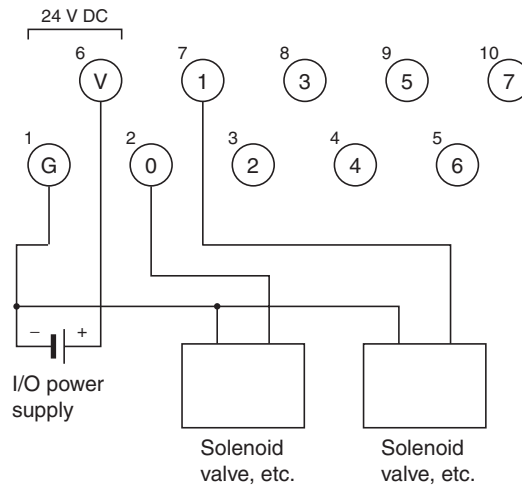 24 V DC
6 7 8 9 10
V 1 3 5 7
1 2 3 4 5
G 0 2 4 6
− +
I/O power
supply
Solenoid
valve, etc.
Solenoid
valve, etc.